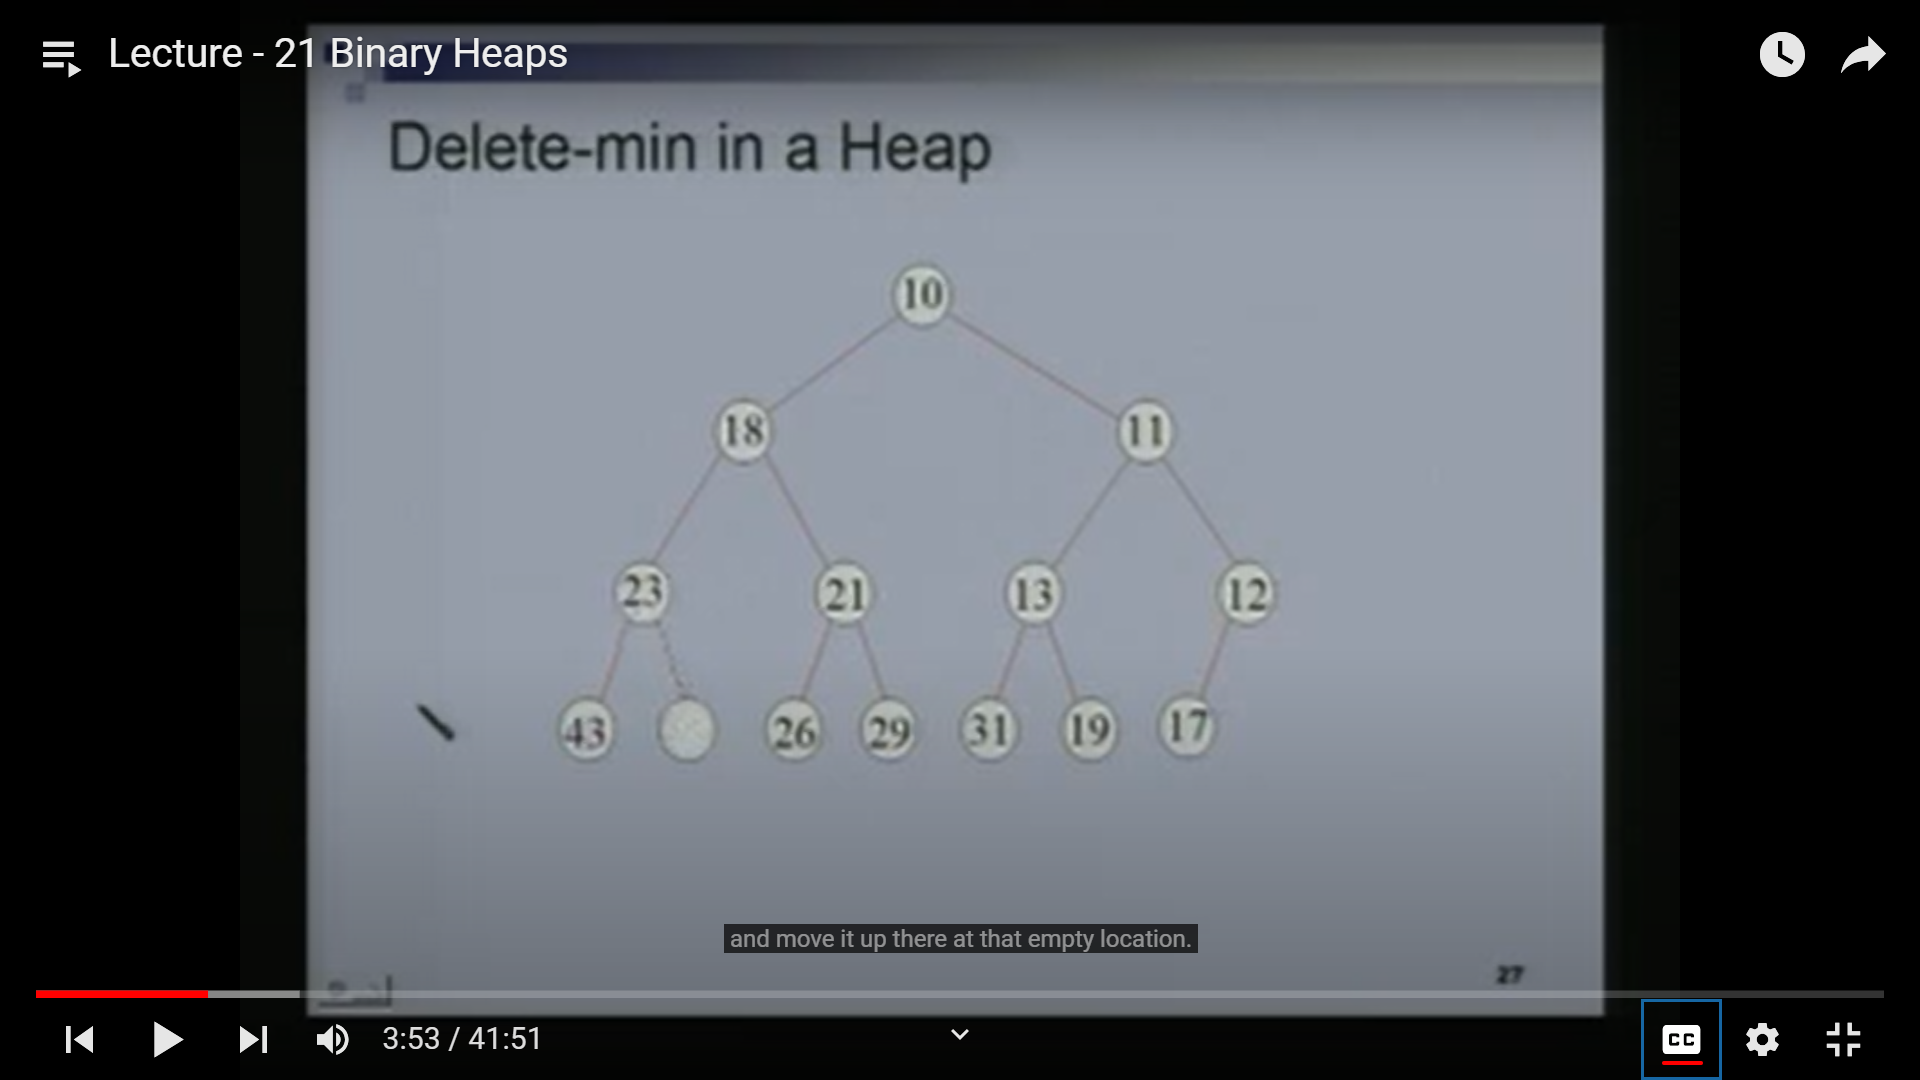 Lecture - 21 Binary Heaps
Delete-min in a Heap
10
18 11
23 21 13 12
43 26 29 31 19 17
and move it up there at that empty location.
27
3:53 / 41:51
CC